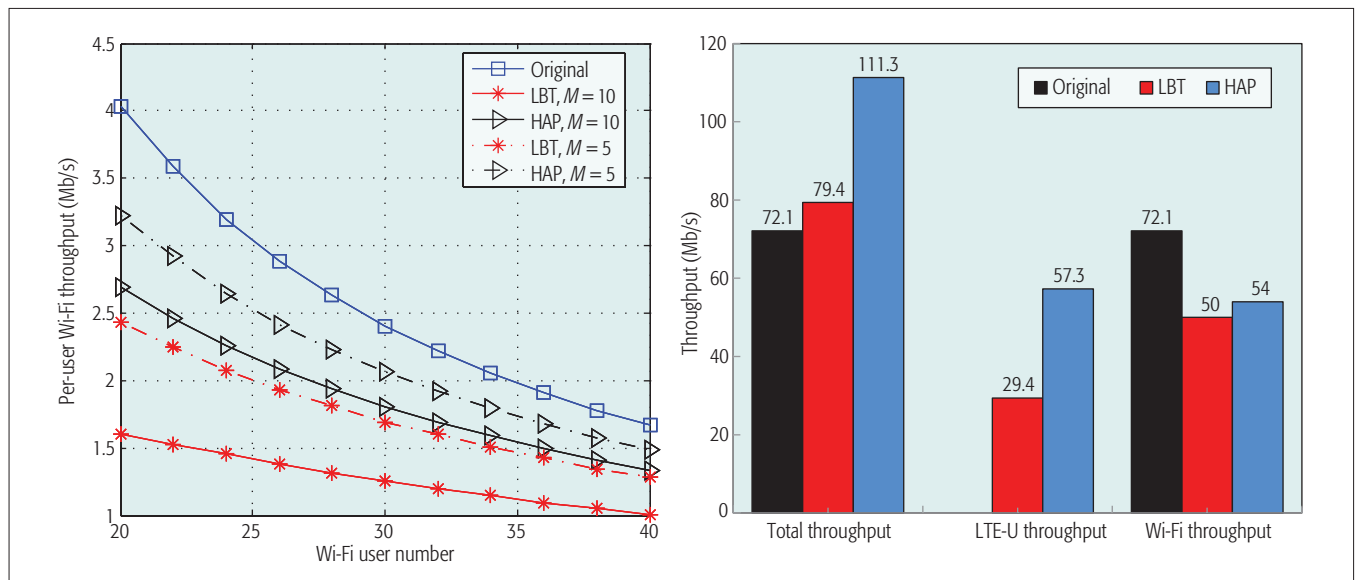 4.5
4
3.5
3
2.5
2
1.5
1
Per-user Wi-Fi throughput (Mb/s)
20
25
30
35
40
Wi-Fi user number
Original
LBT, M = 10
HAP, M = 10
LBT, M = 5
HAP, M = 5
120
100
80
60
40
20
0
Throughput (Mb/s)
Original
LBT
HAP
72.1
79.4
111.3
29.4
57.3
72.1
50
54
Total throughput
LTE-U throughput
Wi-Fi throughput